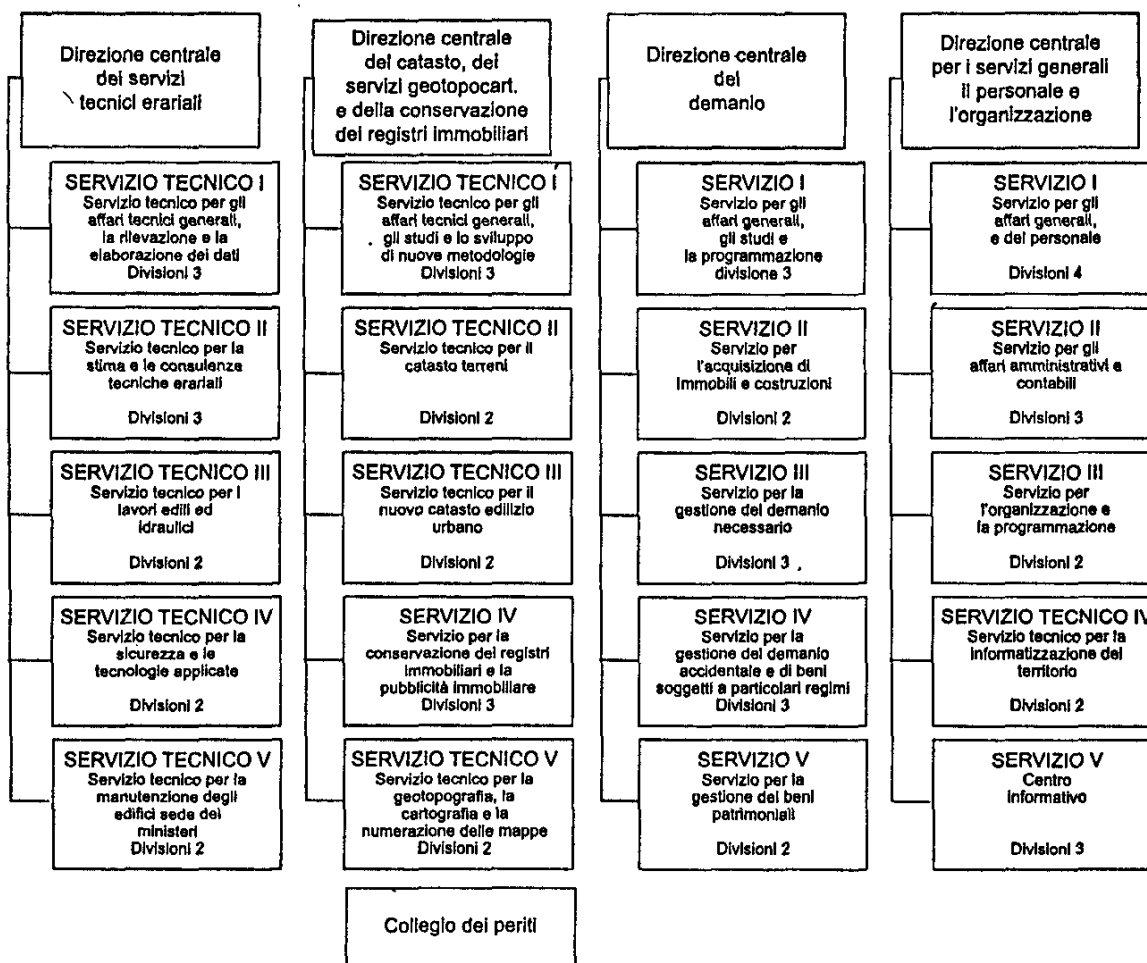 Direzione centrale
dei servizi
tecnici erariali
SERVIZIO TECNICO I
Servizio tecnico per gli
affari tecnici generali,
la rilevazione e la
elaborazione dei dati
Divisioni 3
SERVIZIO TECNICO II
Servizio tecnico per la
stima e le consulenze
tecniche erariali
Divisioni 3
SERVIZIO TECNICO III
Servizio tecnico per i
lavori edili ed
idraulici
Divisioni 2
SERVIZIO TECNICO IV
Servizio tecnico per la
sicurezza e le
tecnologie applicate
Divisioni 2
SERVIZIO TECNICO V
Servizio tecnico per la
manutenzione degli
edifici sede dei
ministeri
Divisioni 2
Direzione centrale
del catasto, dei
servizi geotopocart.
e della conservazione
dei registri immobiliari
SERVIZIO TECNICO I
Servizio tecnico per gli
affari tecnici generali,
gli studi e lo sviluppo
di nuove metodologie
Divisioni 3
SERVIZIO TECNICO II
Servizio tecnico per il
catasto terreni
Divisioni 2
SERVIZIO TECNICO III
Servizio tecnico per il
nuovo catasto edilizio
urbano
Divisioni 2
SERVIZIO IV
Servizio per la
conservazione dei registri
immobiliari e la
pubblicità immobiliare
Divisioni 3
SERVIZIO TECNICO V
Servizio tecnico per la
geotopografia, la
cartografia e la
numerazione delle mappe
Divisioni 2
Collegio dei periti
Direzione centrale
del
demanio
SERVIZIO I
Servizio per gli
affari generali,
gli studi e
la programmazione
divisione 3
SERVIZIO II
Servizio per
l'acquisizione di
immobili e costruzioni
Divisioni 2
SERVIZIO III
Servizio per la
gestione del demanio
necessario
Divisioni 3
SERVIZIO IV
Servizio per la
gestione del demanio
accidentale e di beni
soggetti a particolari regimi
Divisioni 3
SERVIZIO V
Servizio per la
gestione dei beni
patrimoniali
Divisioni 2
Direzione centrale
per i servizi generali
il personale e
l'organizzazione
SERVIZIO I
Servizio per gli
affari generali,
e del personale
Divisioni 4
SERVIZIO II
Servizio per gli
affari amministrativi e
contabili
Divisioni 3
SERVIZIO III
Servizio per
l'organizzazione e
la programmazione
Divisioni 2
SERVIZIO TECNICO IV
Servizio tecnico per la
informatizzazione del
territorio
Divisioni 2
SERVIZIO V
Centro
informativo
Divisioni 3